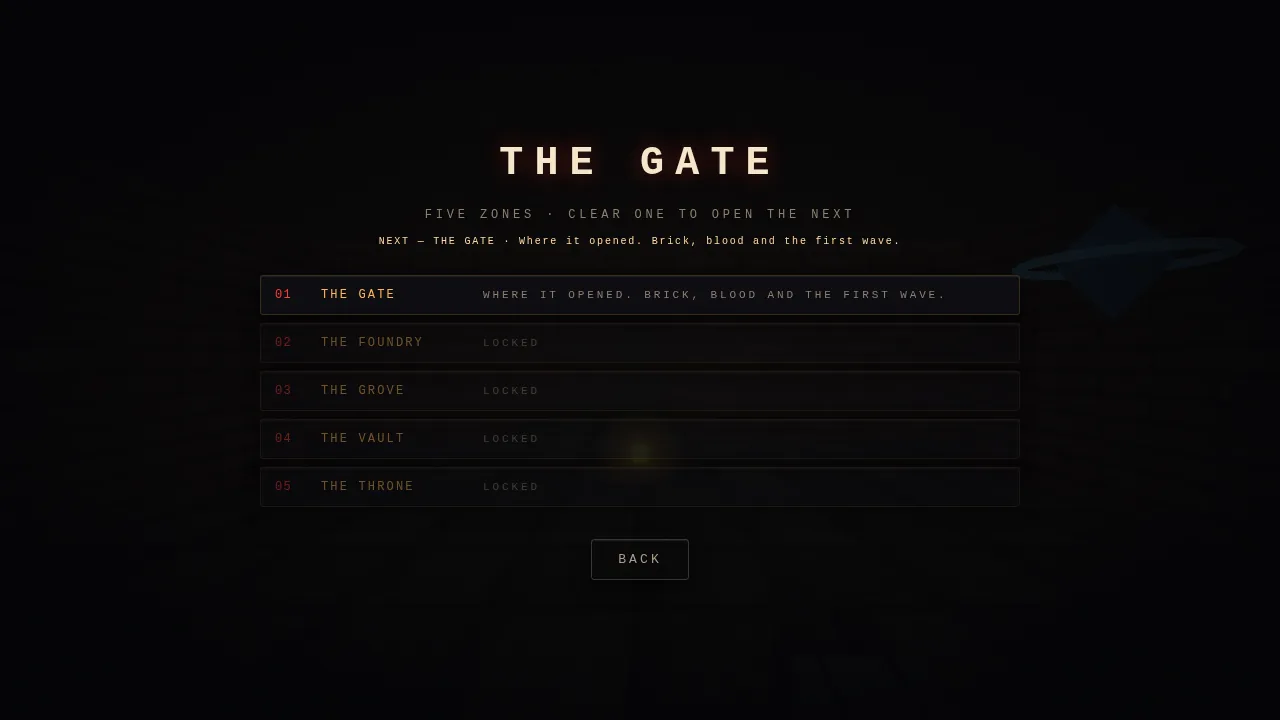 THE GATE
FIVE ZONES · CLEAR ONE TO OPEN THE NEXT
NEXT — THE GATE · Where it opened. Brick, blood and the first wave.
01 THE GATE WHERE IT OPENED. BRICK, BLOOD AND THE FIRST WAVE.
02 THE FOUNDRY LOCKED
03 THE GROVE LOCKED
04 THE VAULT LOCKED
05 THE THRONE LOCKED
BACK